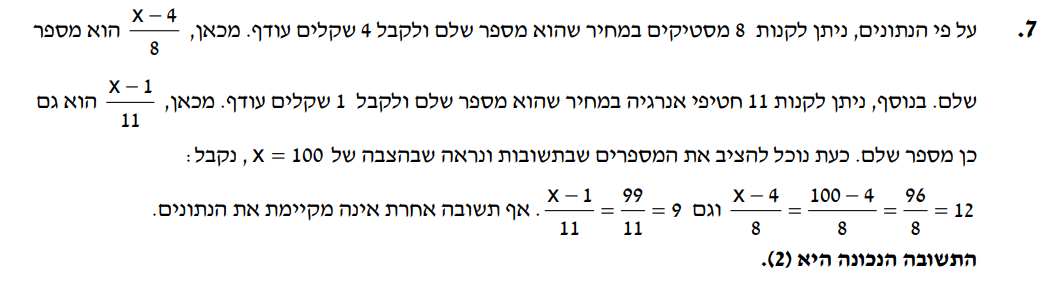 7. על פי הנתונים, ניתן לקנות 8 מסטיקים במחיר שהוא מספר שלם ולקבל 4 שקלים עודף. מכאן, \frac{X-4}{8} הוא מספר
שלם. בנוסף, ניתן לקנות 11 חטיפי אנרגיה במחיר שהוא מספר שלם ולקבל 1 שקלים עודף. מכאן, \frac{X-1}{11} הוא גם
כן מספר שלם. כעת נוכל להציב את המספרים שבתשובות ונראה שבהצבה של X = 100, נקבל:
\frac{X-4}{8} = \frac{100-4}{8} = \frac{96}{8} = 12 וגם \frac{X-1}{11} = \frac{99}{11} = 9. אף תשובה אחרת אינה מקיימת את הנתונים.
התשובה הנכונה היא (2).